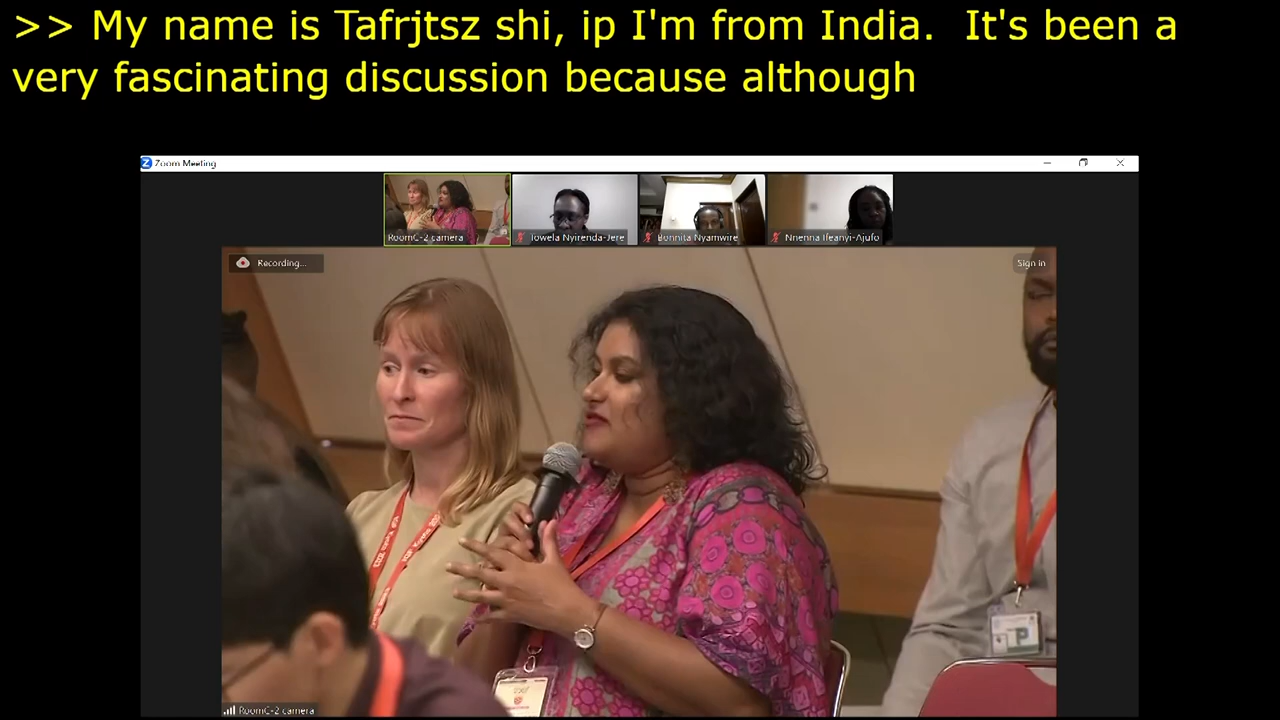 >> My name is Tafrjtsz shi, ip I'm from India.  It's been a
very fascinating discussion because although
Zoom Meeting
RoomC-2 camera
Towela Nyirenda-Jere
Bonnita Nyamwire
Nnenna Ifeanyi-Ajufo
Recording...
Sign in
RoomC-2 camera